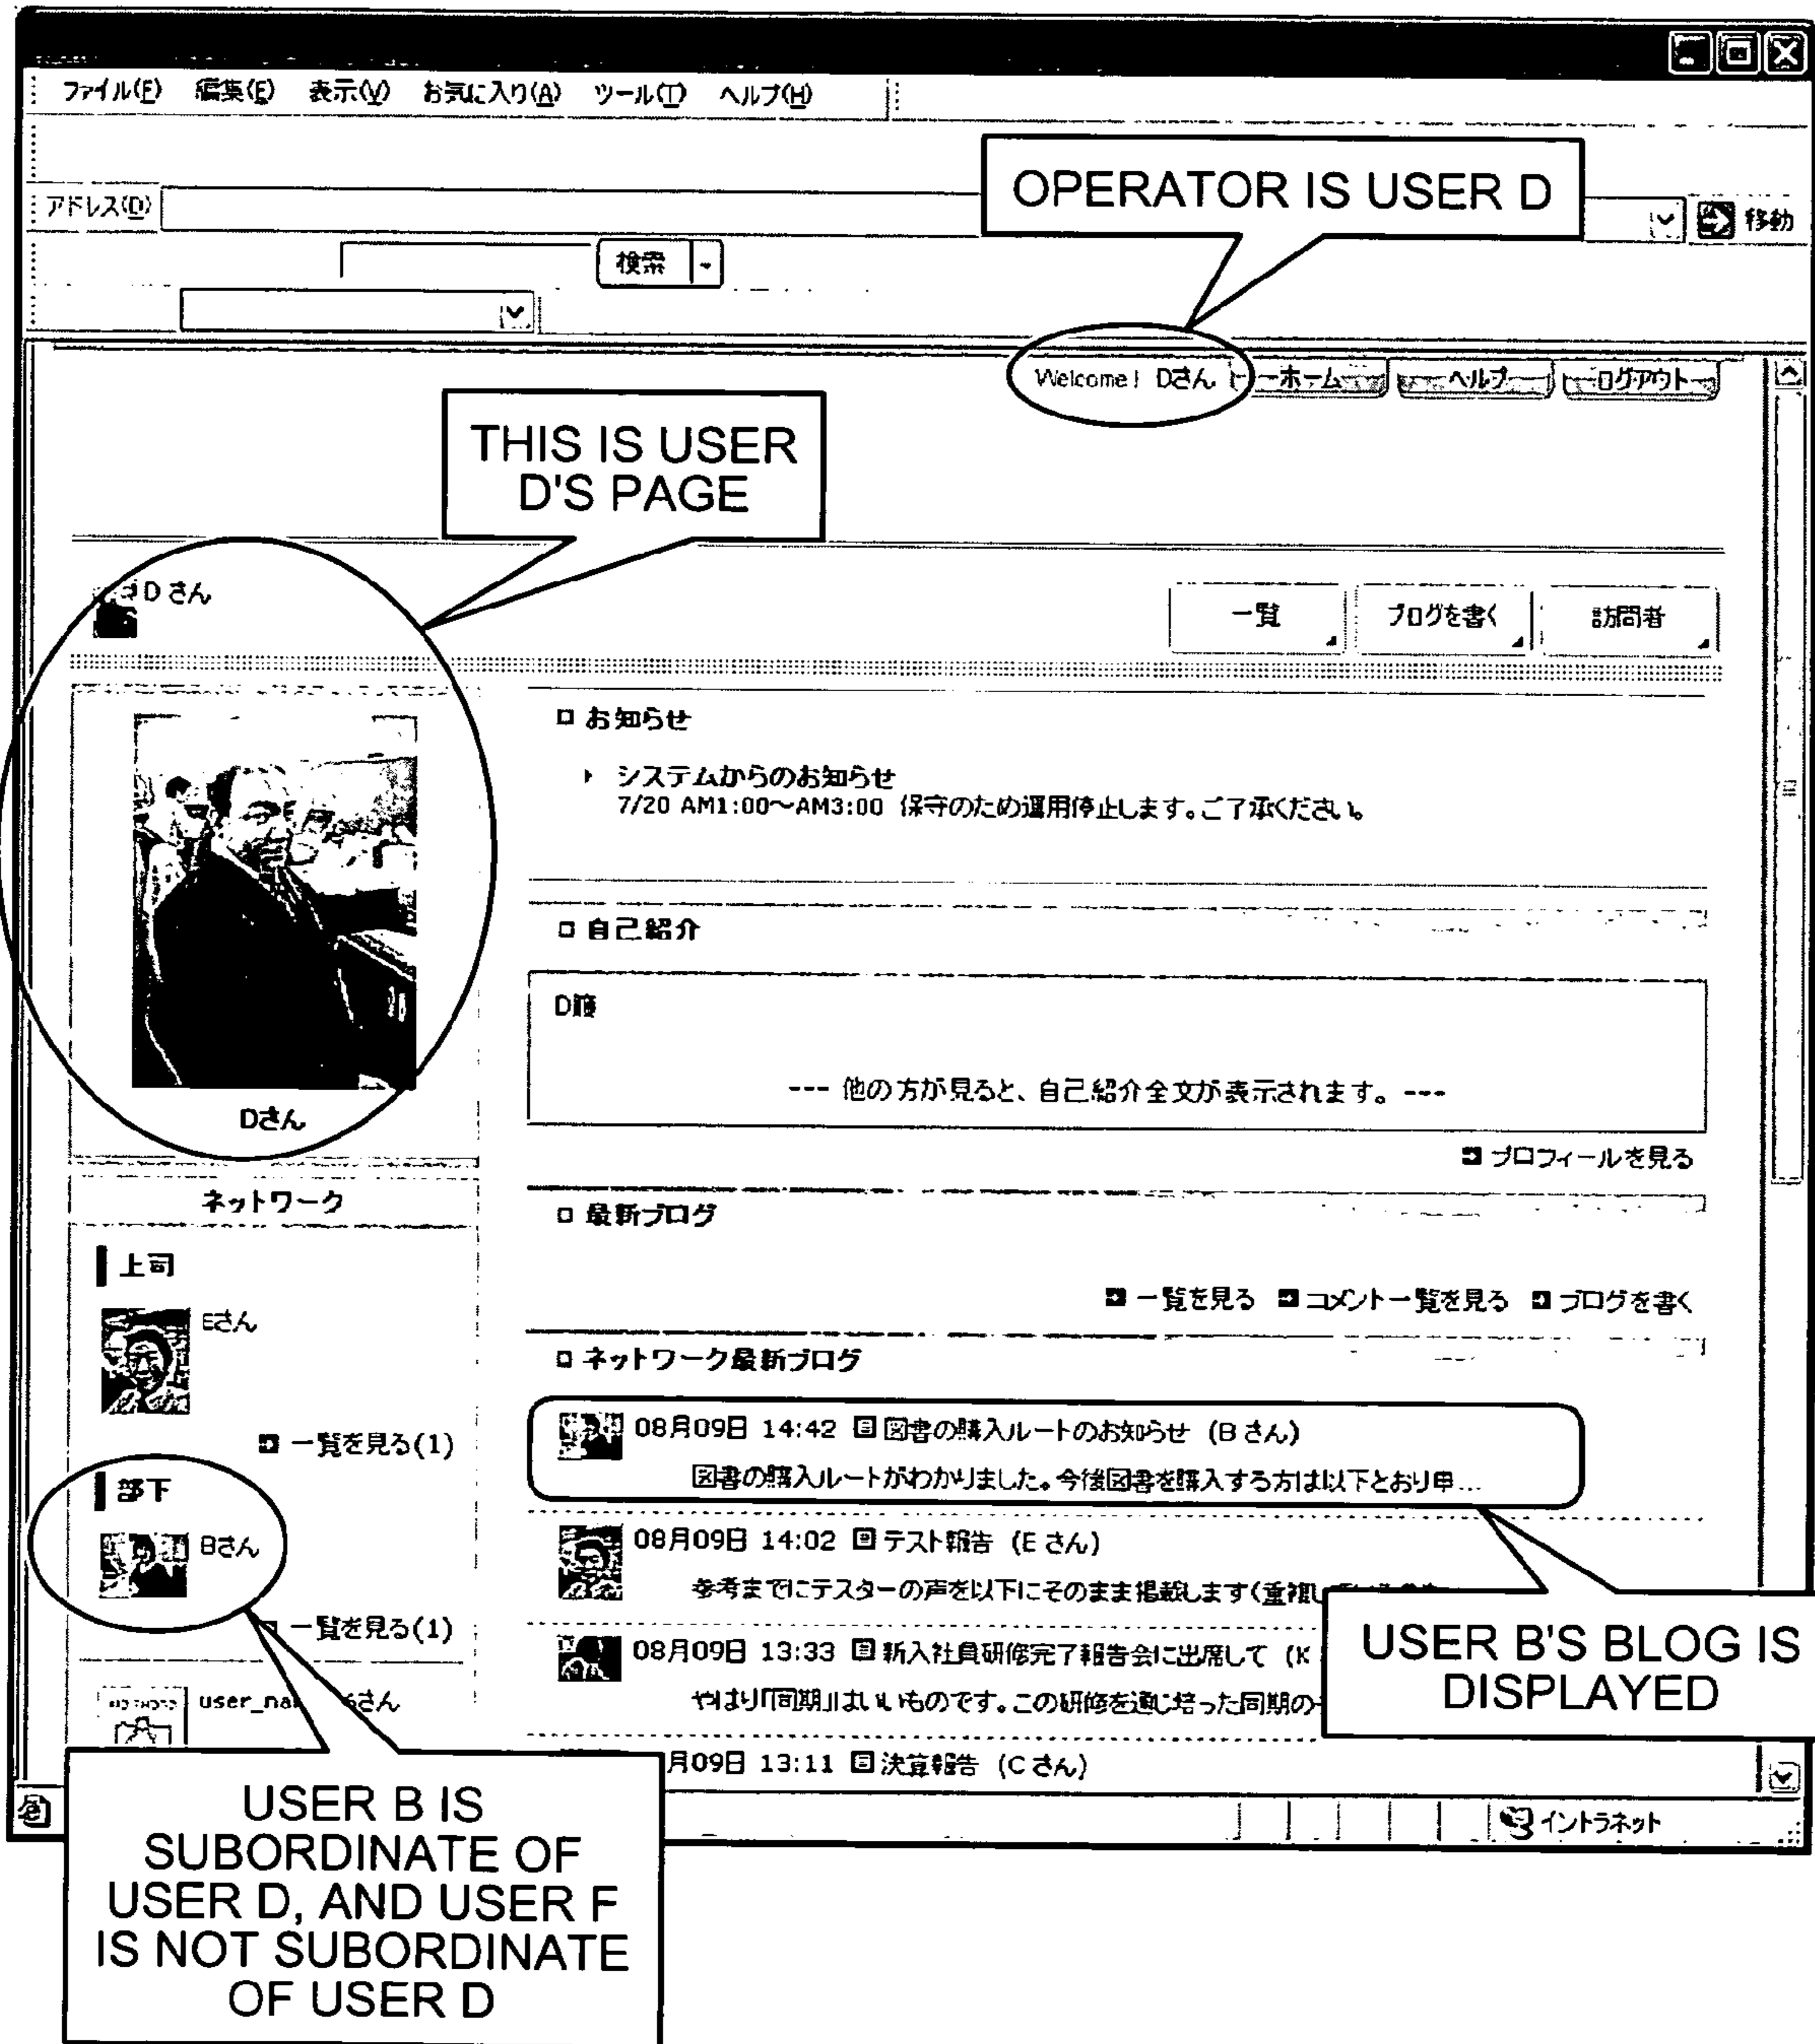 ファイル(F) 編集(E) 表示(V) お気に入り(A) ツール(T) ヘルプ(H)
OPERATOR IS USER D
アドレス(D)
移動
検索
Welcome! Dさん ホーム ヘルプ ログアウト
THIS IS USER
D'S PAGE
D さん
一覧 ブログを書く 訪問者
お知らせ
システムからのお知らせ
7/20 AM1:00～AM3:00 保守のため運用停止します。ご了承ください。
自己紹介
--- 他の方が見ると、自己紹介全文が表示されます。 ---
Dさん
プロフィールを見る
ネットワーク
最新ブログ
上司
Eさん
一覧を見る コメント一覧を見る ブログを書く
ネットワーク最新ブログ
一覧を見る(1)
08月09日 14:42 図書の購入ルートのお知らせ (B さん)
図書の購入ルートがわかりました。今後図書を購入する方は以下とおり申...
部下
Bさん
08月09日 14:02 テスト報告 (E さん)
参考までにテスターの声を以下にそのまま掲載します(重複し
一覧を見る(1)
08月09日 13:33 新入社員研修完了報告会に出席して (K
やはり「同期」はいいものです。この研修を通じ培った同期の
USER B'S BLOG IS
DISPLAYED
さん
月09日 13:11 決算報告 (C さん)
USER B IS
SUBORDINATE OF
USER D, AND USER F
IS NOT SUBORDINATE
OF USER D
イントラネット